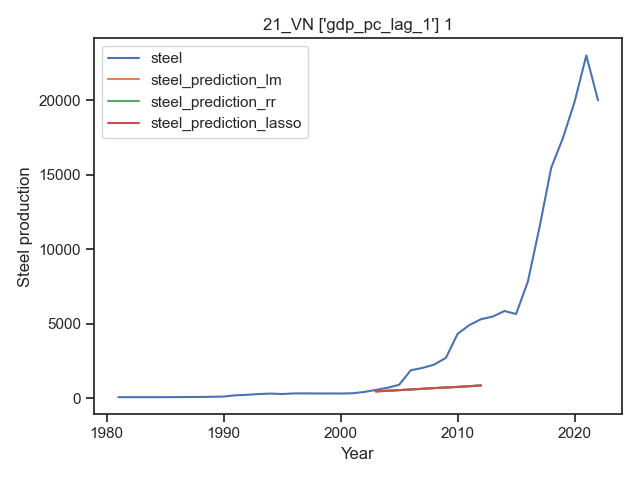 21_VN ['gdp_pc_lag_1'] 1
steel
steel_prediction_lm
steel_prediction_rr
steel_prediction_lasso
Steel production
20000
15000
10000
5000
0
1980
1990
2000
2010
2020
Year